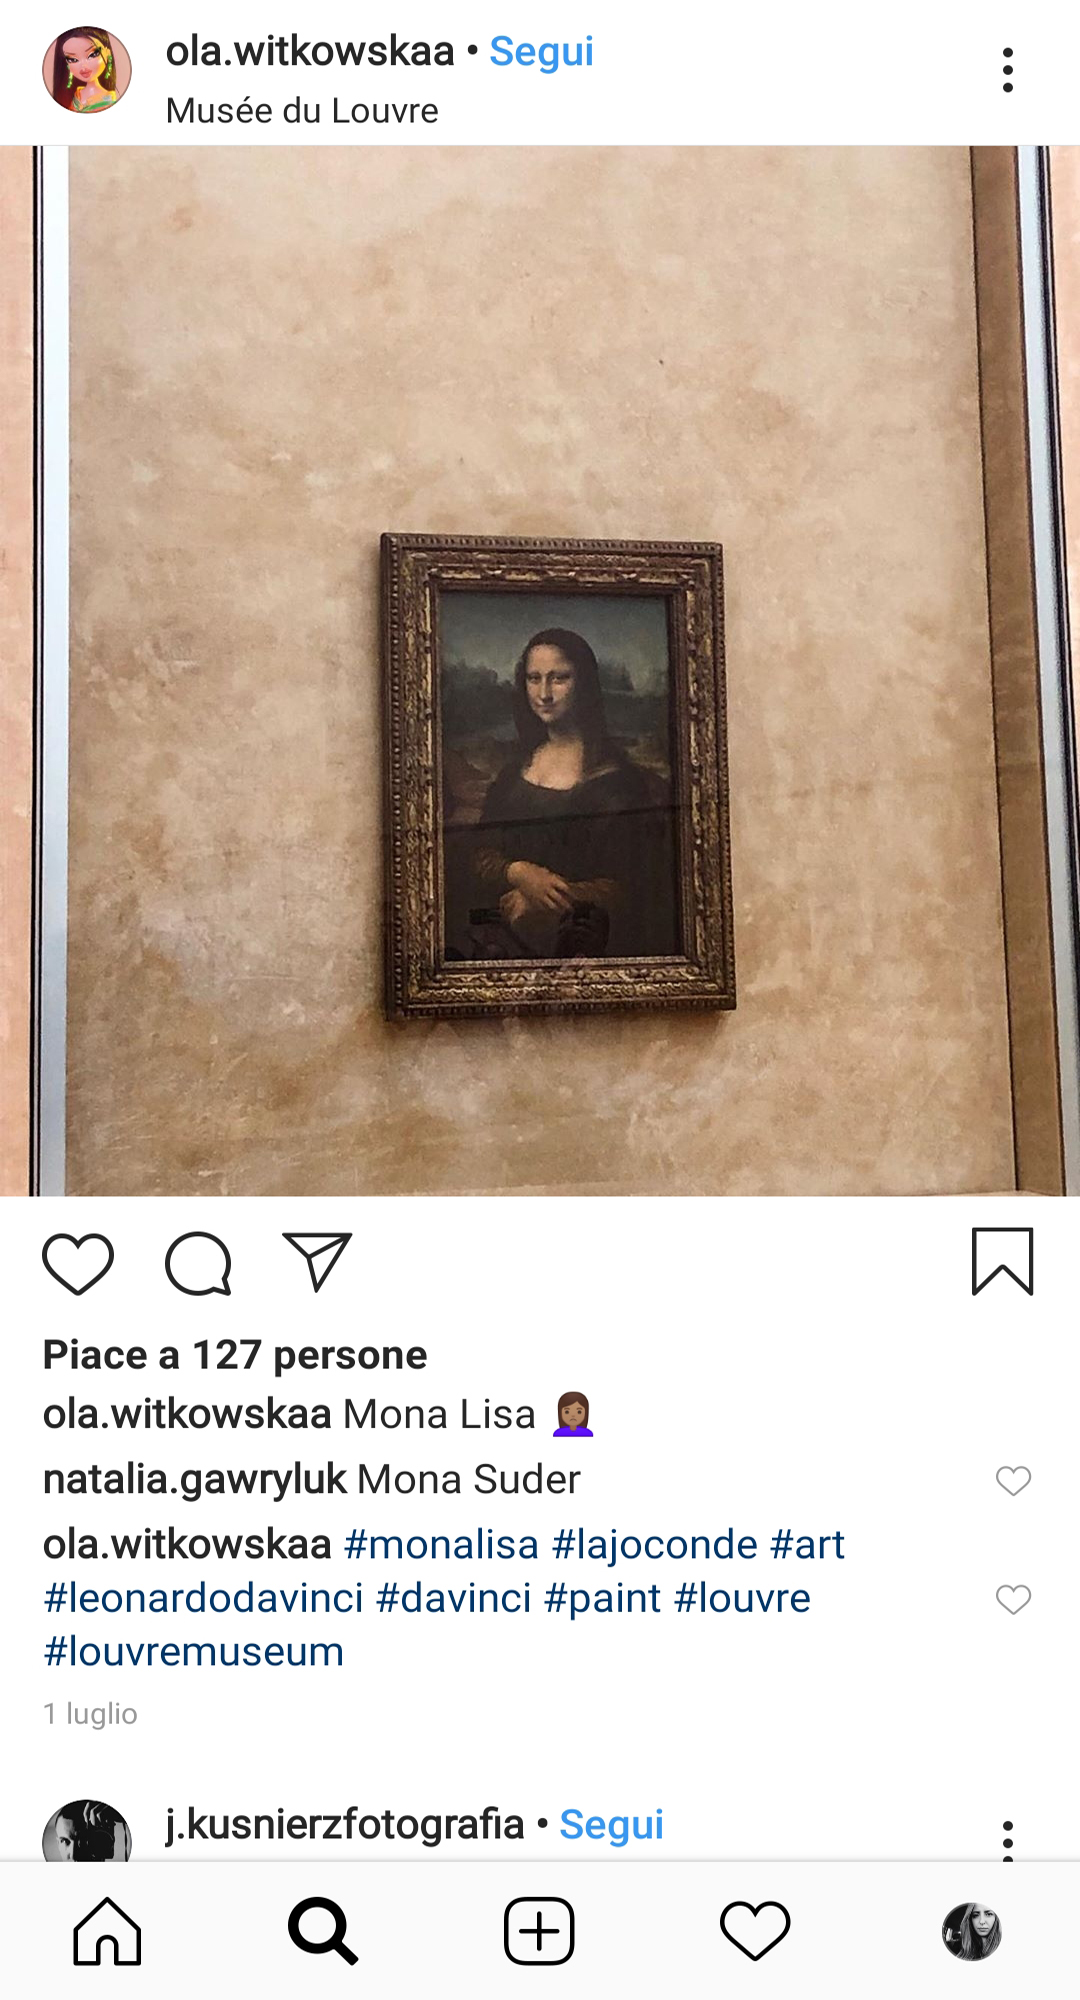 ola.witkowskaa • Segui
Musée du Louvre
Piace a 127 persone
ola.witkowskaa Mona Lisa 🙍🏽‍♀️
natalia.gawryluk Mona Suder
ola.witkowskaa #monalisa #lajoconde #art
#leonardodavinci #davinci #paint #louvre
#louvremuseum
1 luglio
j.kusnierzfotografia • Segui